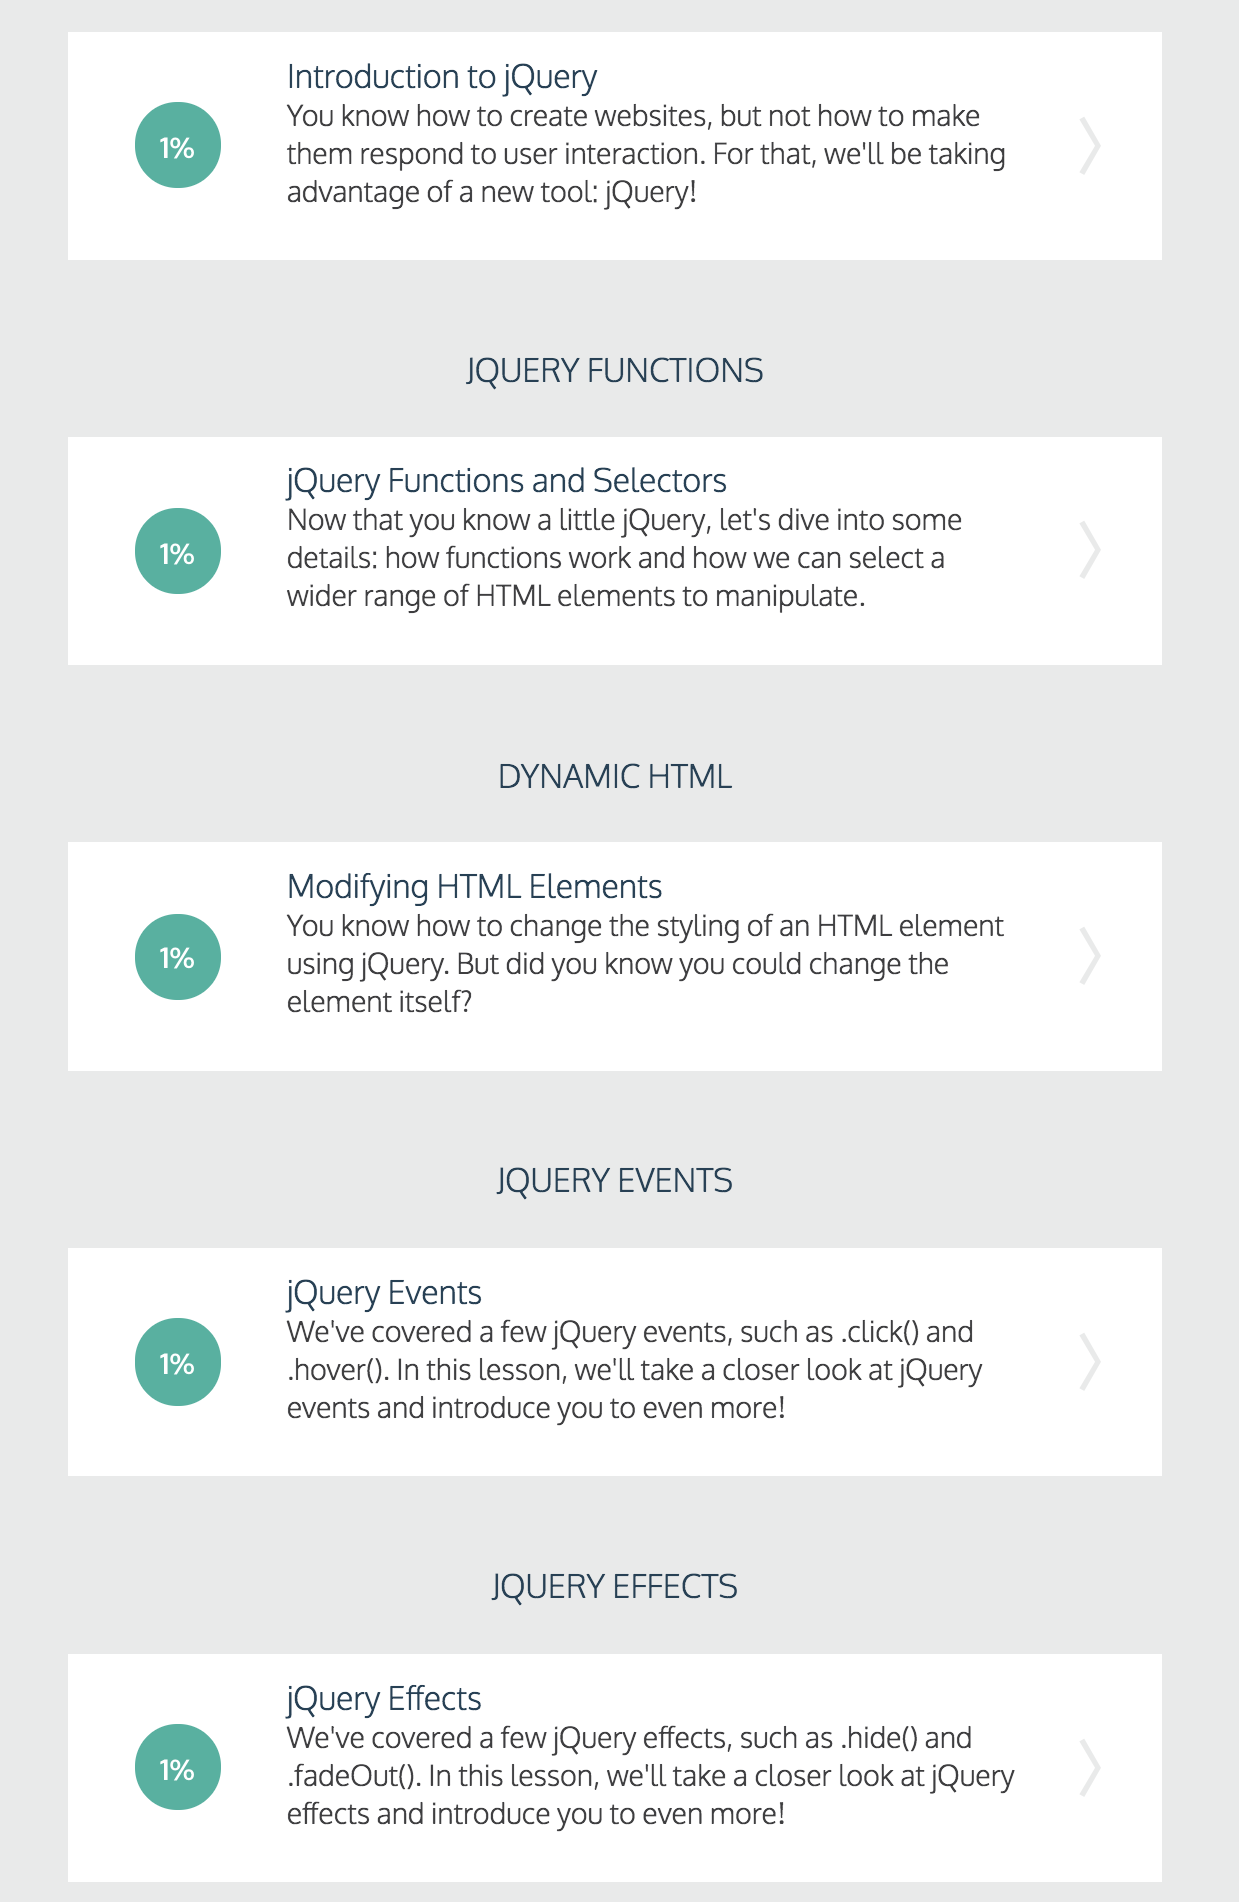 Introduction to jQuery
You know how to create websites, but not how to make
them respond to user interaction. For that, we'll be taking
advantage of a new tool: jQuery!
1%
JQUERY FUNCTIONS
jQuery Functions and Selectors
Now that you know a little jQuery, let's dive into some
details: how functions work and how we can select a
wider range of HTML elements to manipulate.
1%
DYNAMIC HTML
Modifying HTML Elements
You know how to change the styling of an HTML element
using jQuery. But did you know you could change the
element itself?
1%
JQUERY EVENTS
jQuery Events
We've covered a few jQuery events, such as .click() and
.hover(). In this lesson, we'll take a closer look at jQuery
events and introduce you to even more!
1%
JQUERY EFFECTS
jQuery Effects
We've covered a few jQuery effects, such as .hide() and
.fadeOut(). In this lesson, we'll take a closer look at jQuery
effects and introduce you to even more!
1%